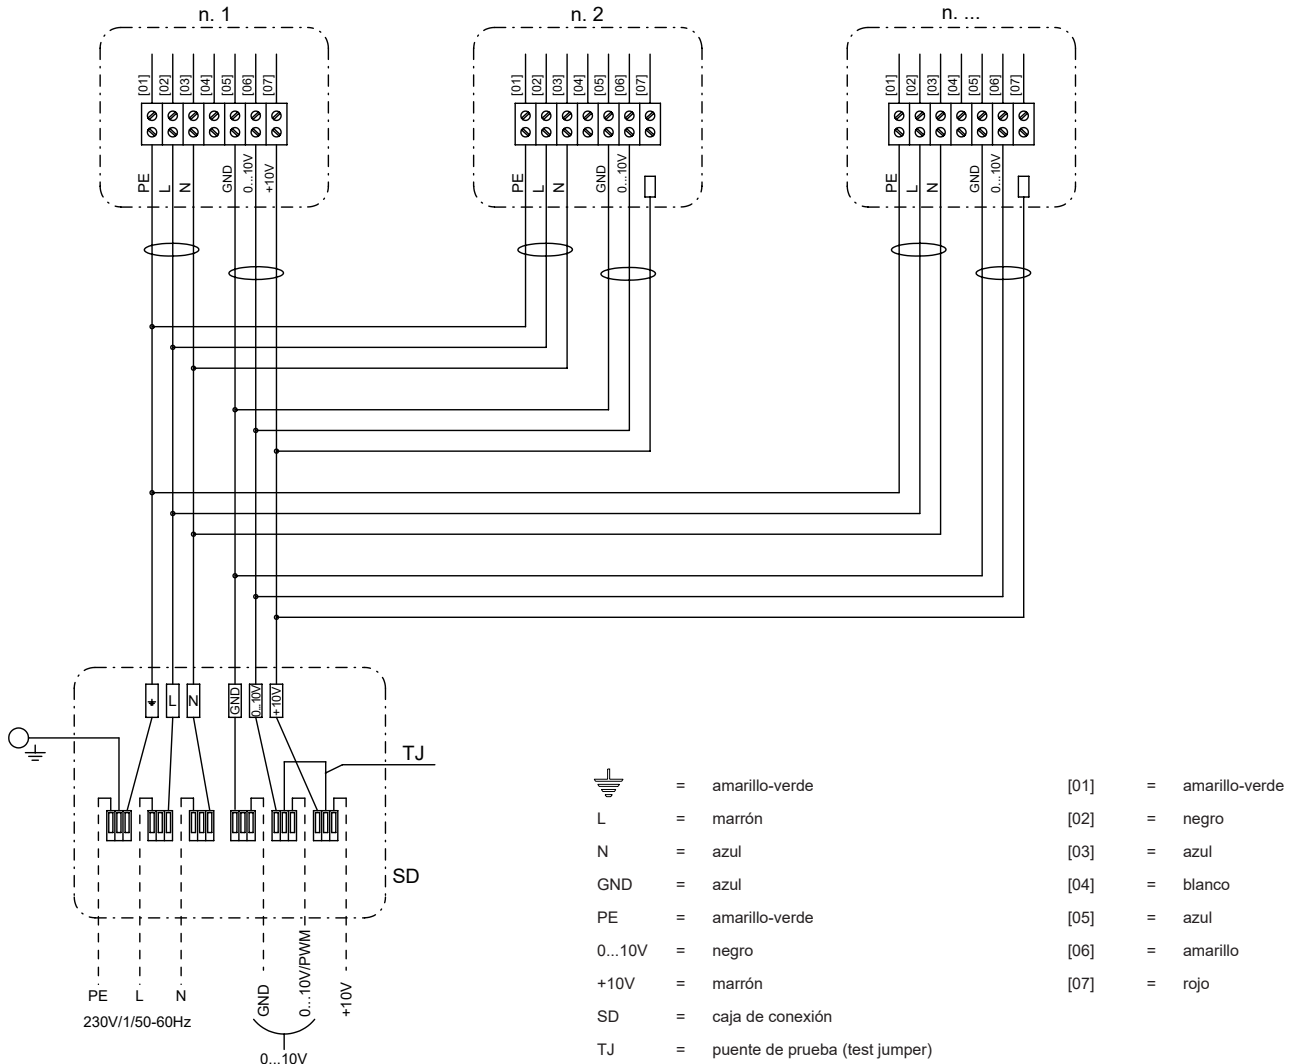 n. 1
n. 2
n. ...
[01] [02] [03] [04] [05] [06] [07]
[01] [02] [03] [04] [05] [06] [07]
[01] [02] [03] [04] [05] [06] [07]
PE L N GND 0...10V +10V
PE L N GND 0...10V
PE L N GND 0...10V
L N GND 0...10V +10V
TJ
SD
PE L N GND 0...10V/PWM +10V
230V/1/50-60Hz
0...10V
= amarillo-verde
L = marrón
N = azul
GND = azul
PE = amarillo-verde
0...10V = negro
+10V = marrón
SD = caja de conexión
TJ = puente de prueba (test jumper)
[01] = amarillo-verde
[02] = negro
[03] = azul
[04] = blanco
[05] = azul
[06] = amarillo
[07] = rojo